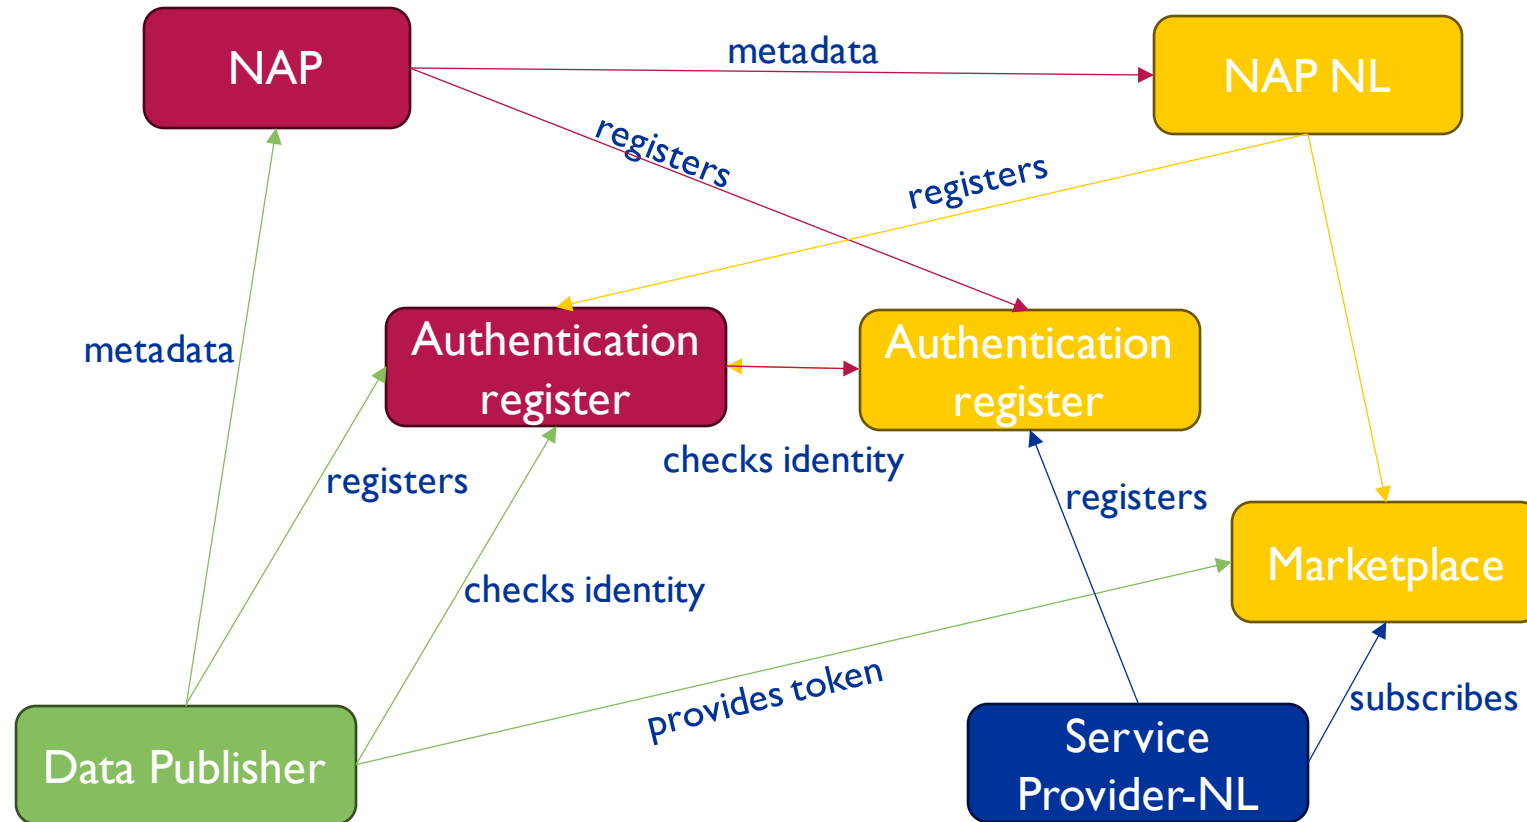 NAP
metadata
NAP NL
registers
registers
Authentication
register
Authentication
register
metadata
checks identity
registers
registers
checks identity
Marketplace
provides token
subscribes
Data Publisher
Service
Provider-NL